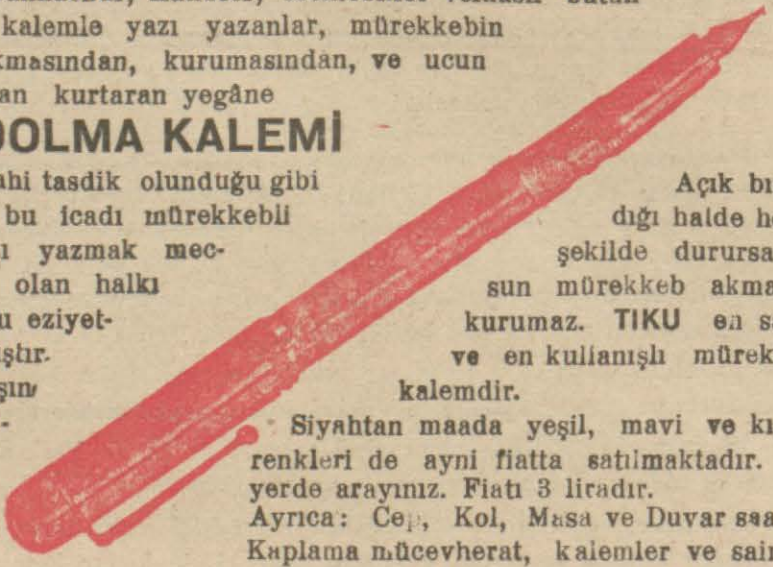 kalemle yazı yazanlar, mürekkebin
kmasından, kurumasından, ve ucun
an kurtaran yegâne
DOLMA KALEMİ
ahi tasdik olunduğu gibi
bu icadı mürekkebli
ı yazmak mec-
olan halkı
u eziyet-
ştır.
şın
Açık bı
dığı halde h
şekilde durursa
sun mürekkeb akma
kurumaz. TIKU en s
ve en kullanışlı mürek
kalemdir.
Siyahtan maada yeşil, mavi ve kı
renkleri de ayni fiatta satılmaktadır.
yerde arayınız. Fiatı 3 liradır.
Ayrıca: Cep, Kol, Masa ve Duvar saa
Kaplama mücevherat, kalemler ve sair